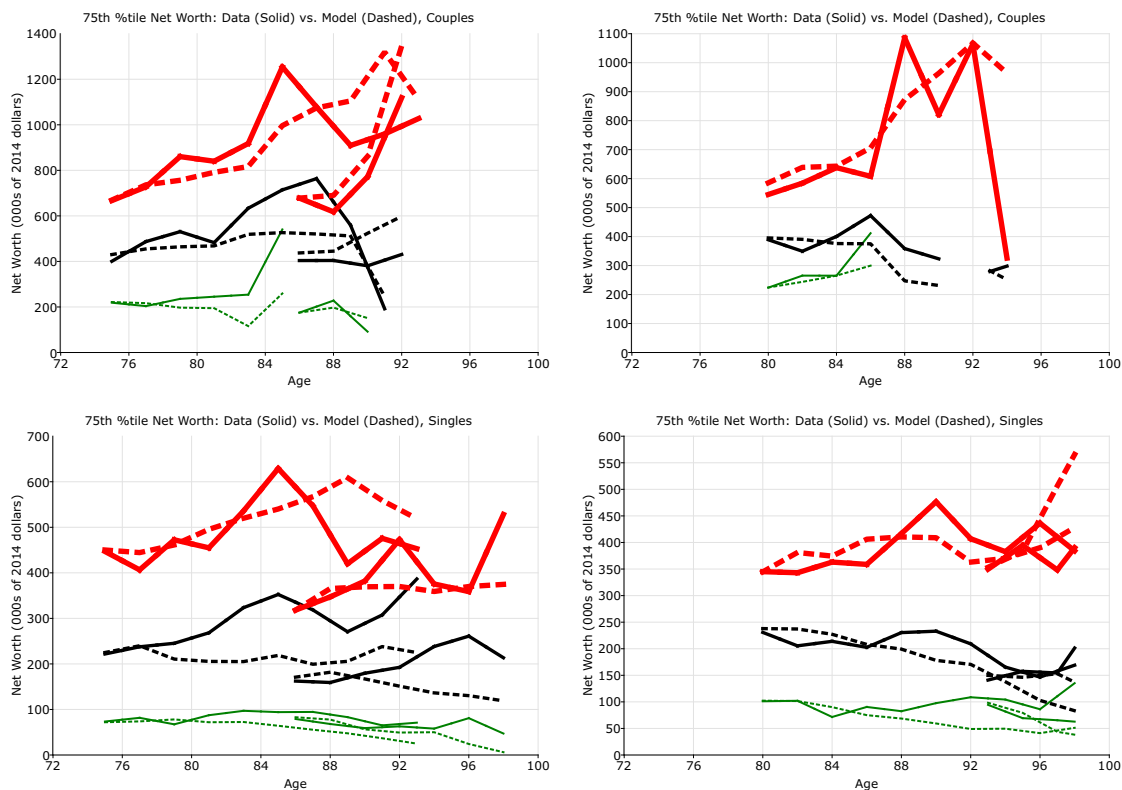 75th %tile Net Worth: Data (Solid) vs. Model (Dashed), Couples
Net Worth (000s of 2014 dollars)
1400
1200
1000
800
600
400
200
0
72 76 80 84 88 92 96 100
Age
75th %tile Net Worth: Data (Solid) vs. Model (Dashed), Couples
Net Worth (000s of 2014 dollars)
1100
1000
900
800
700
600
500
400
300
200
100
0
72 76 80 84 88 92 96 100
Age
75th %tile Net Worth: Data (Solid) vs. Model (Dashed), Singles
Net Worth (000s of 2014 dollars)
700
600
500
400
300
200
100
0
72 76 80 84 88 92 96 100
Age
75th %tile Net Worth: Data (Solid) vs. Model (Dashed), Singles
Net Worth (000s of 2014 dollars)
600
550
500
450
400
350
300
250
200
150
100
50
0
72 76 80 84 88 92 96 100
Age